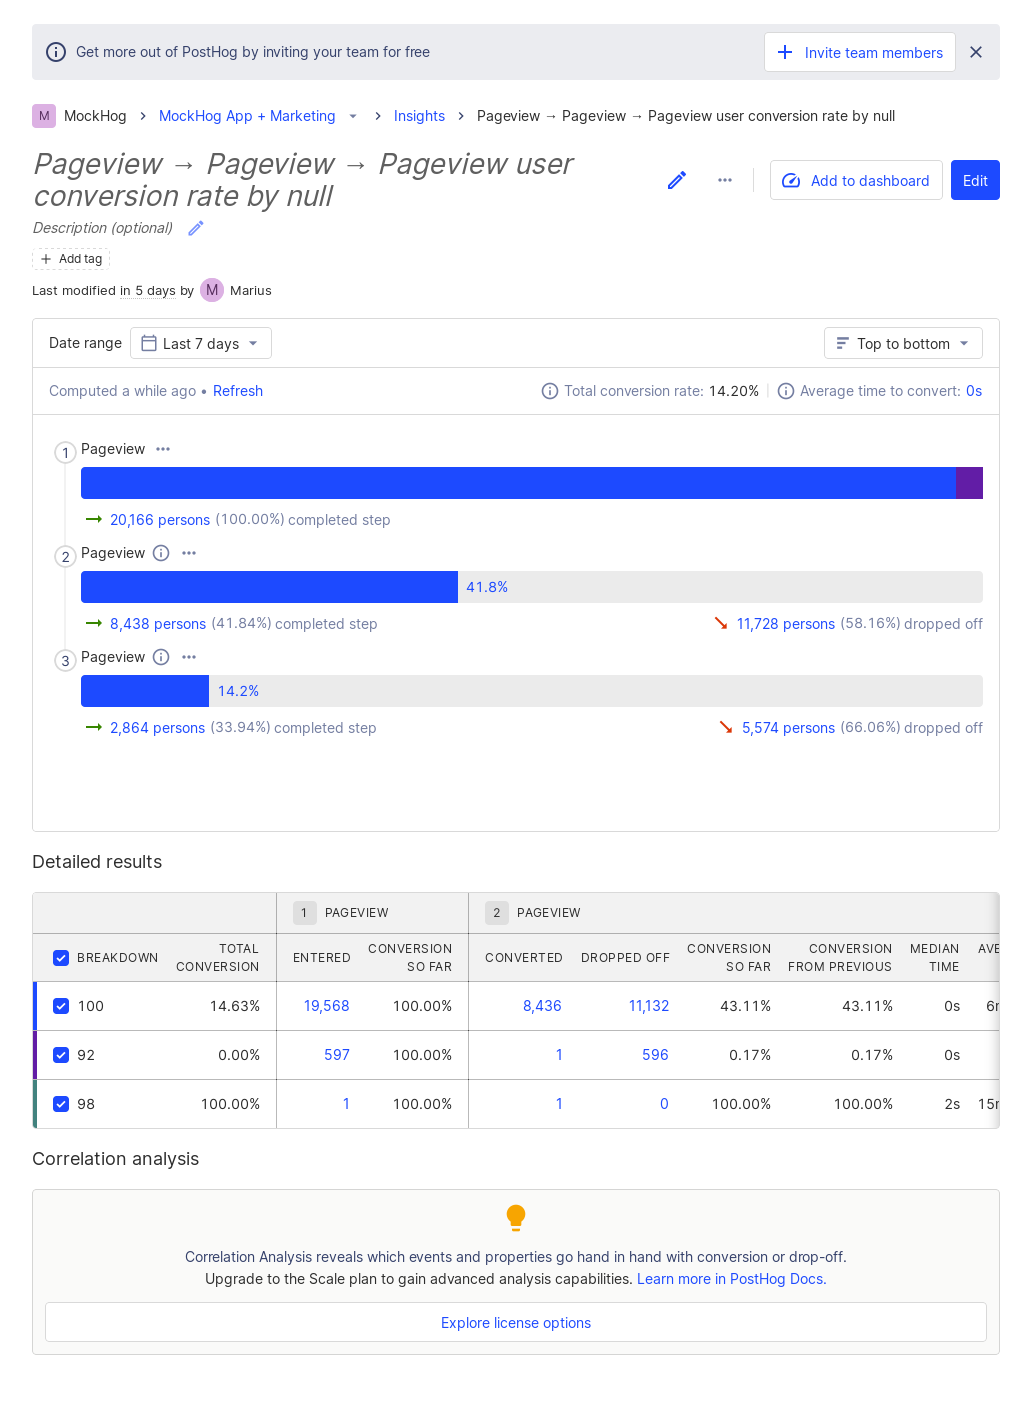 Get more out of PostHog by inviting your team for free
Invite team members
M MockHog MockHog App + Marketing Insights Pageview → Pageview → Pageview user conversion rate by null
Pageview → Pageview → Pageview user
conversion rate by null
Add to dashboard
Edit
Description (optional)
Add tag
Last modified in 5 days by M Marius
Date range Last 7 days
Top to bottom
Computed a while ago • Refresh
Total conversion rate: 14.20%
Average time to convert: 0s
1 Pageview
20,166 persons (100.00%) completed step
2 Pageview
41.8%
8,438 persons (41.84%) completed step
11,728 persons (58.16%) dropped off
3 Pageview
14.2%
2,864 persons (33.94%) completed step
5,574 persons (66.06%) dropped off
Detailed results
1 PAGEVIEW 2 PAGEVIEW
BREAKDOWN TOTAL CONVERSION ENTERED CONVERSION SO FAR CONVERTED DROPPED OFF CONVERSION SO FAR CONVERSION FROM PREVIOUS MEDIAN TIME
100 14.63% 19,568 100.00% 8,436 11,132 43.11% 43.11% 0s
92 0.00% 597 100.00% 1 596 0.17% 0.17% 0s
98 100.00% 1 100.00% 1 0 100.00% 100.00% 2s
Correlation analysis
Correlation Analysis reveals which events and properties go hand in hand with conversion or drop-off.
Upgrade to the Scale plan to gain advanced analysis capabilities. Learn more in PostHog Docs.
Explore license options